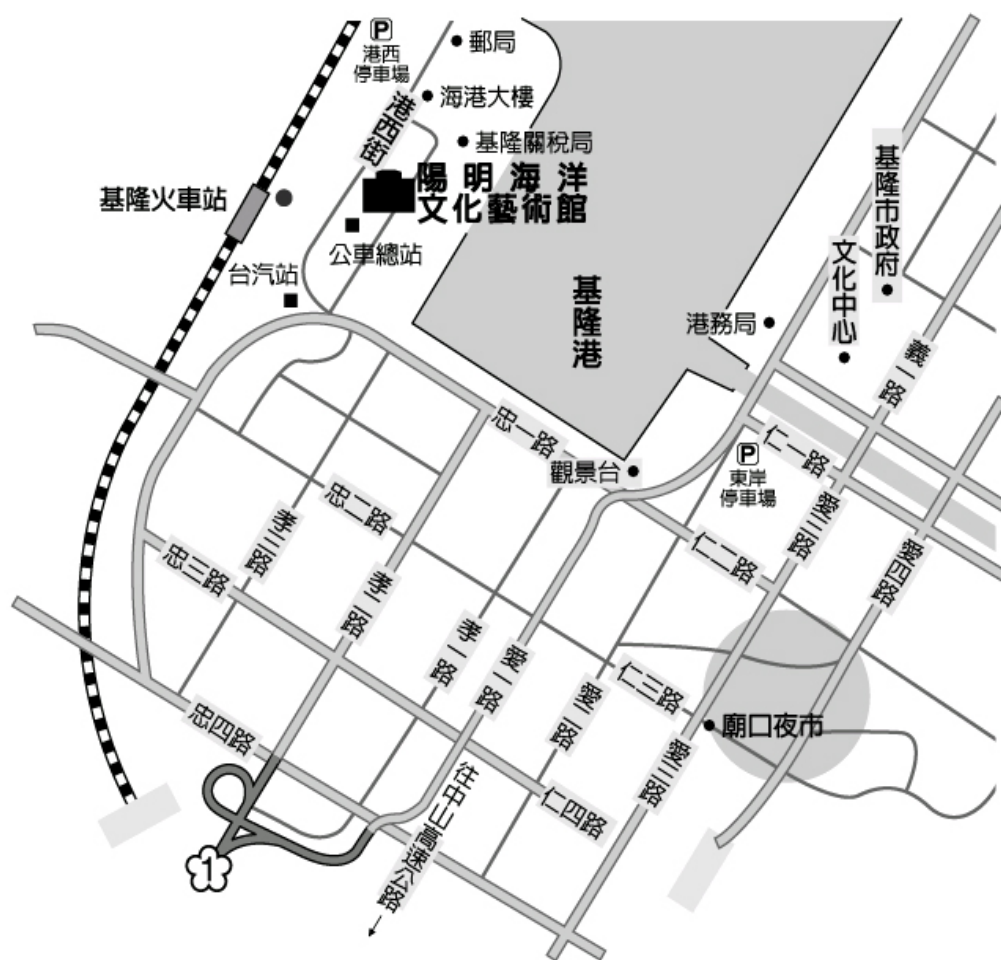 P
港西
停車場
郵局
海港大樓
港西街
基隆關稅局
陽明海洋
文化藝術館
基隆火車站
公車總站
台汽站
基隆港
港務局
文化中心
基隆市政府
義一路
忠一路
觀景台
仁一路
P
東岸
停車場
忠二路
仁二路
愛三路
愛四路
孝三路
忠三路
孝二路
孝一路
愛一路
仁三路
愛二路
廟口夜市
忠四路
愛三路
仁四路
往中山高速公路
1